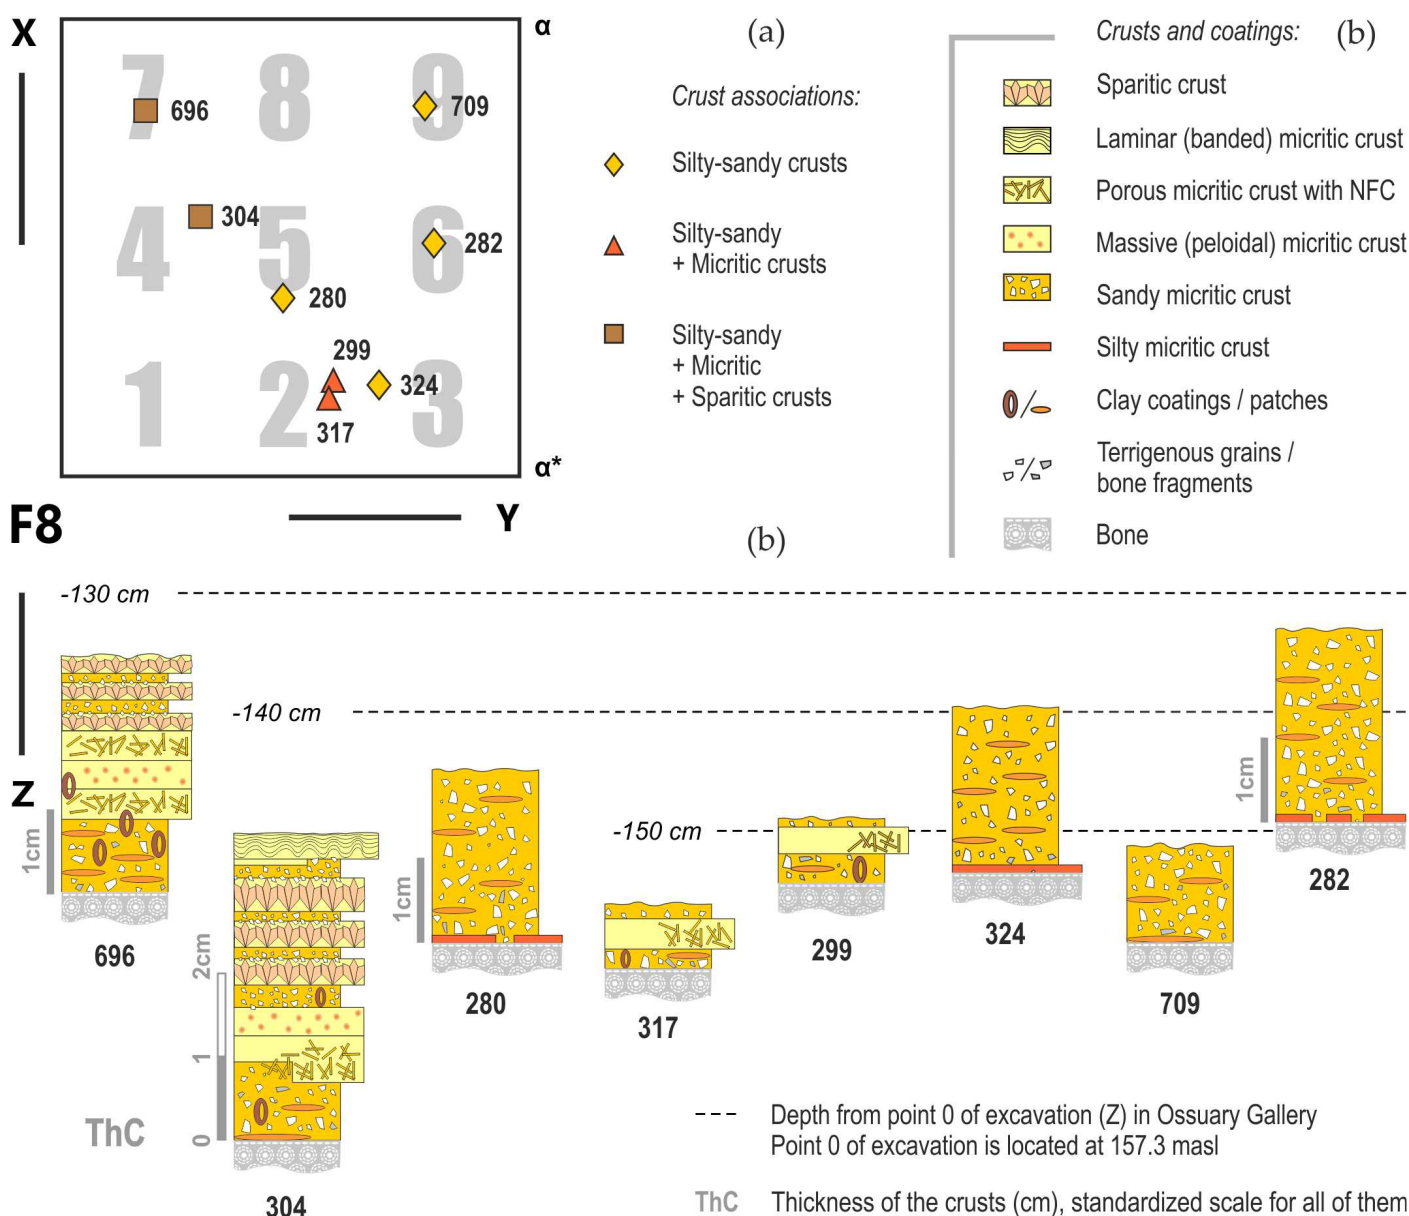 X
α
7
8
9
696
709
4
5
6
304
282
280
1
2
3
299
324
317
α*
F8
Y
(a)
Crust associations:
Silty-sandy crusts
Silty-sandy
+ Micritic crusts
Silty-sandy
+ Micritic
+ Sparitic crusts
Crusts and coatings:
(b)
Sparitic crust
Laminar (banded) micritic crust
Porous micritic crust with NFC
Massive (peloidal) micritic crust
Sandy micritic crust
Silty micritic crust
Clay coatings / patches
Terrigenous grains /
bone fragments
Bone
(b)
-130 cm
-140 cm
-150 cm
Z
1cm
696
2cm
1
0
ThC
304
1cm
280
317
299
324
709
1cm
282
Depth from point 0 of excavation (Z) in Ossuary Gallery
Point 0 of excavation is located at 157.3 masl
ThC Thickness of the crusts (cm), standardized scale for all of them